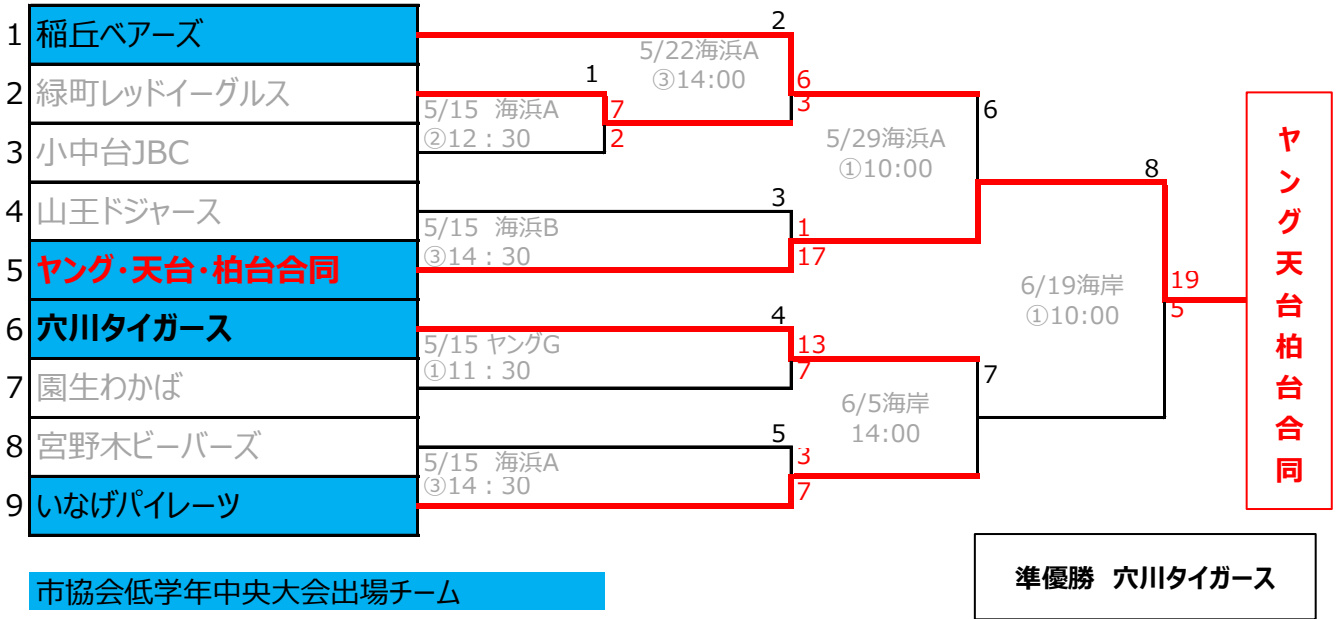 1 稲丘ベアーズ
2 緑町レッドイーグルス
3 小中台JBC
4 山王ドジャース
5 ヤング・天台・柏台合同
6 穴川タイガース
7 園生わかば
8 宮野木ビーバーズ
9 いなげパイレーツ
1
5/15 海浜A
②12：30
7
2
2
5/22海浜A
③14:00
6
3
3
5/15 海浜B
③14：30
1
17
4
5/15 ヤングG
①11：30
13
7
5
5/15 海浜A
③14：30
3
7
6
5/29海浜A
①10:00
7
6/5海岸
14:00
8
6/19海岸
①10:00
19
5
ヤング天台柏台合同
市協会低学年中央大会出場チーム
準優勝 穴川タイガース